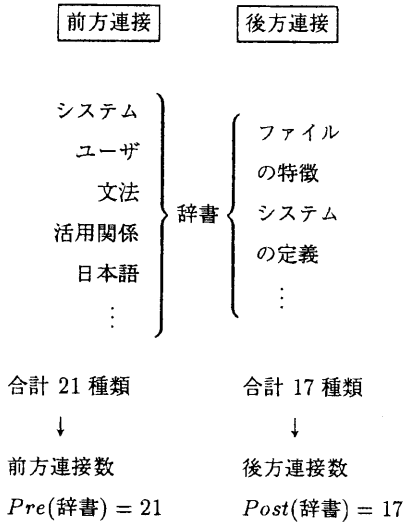 前方連接
後方連接
システム
ユーザ
文法
活用関係
日本語
⋮
辞書
ファイル
の特徴
システム
の定義
⋮
合計 21 種類
↓
前方連接数
Pre(辞書) = 21
合計 17 種類
↓
後方連接数
Post(辞書) = 17